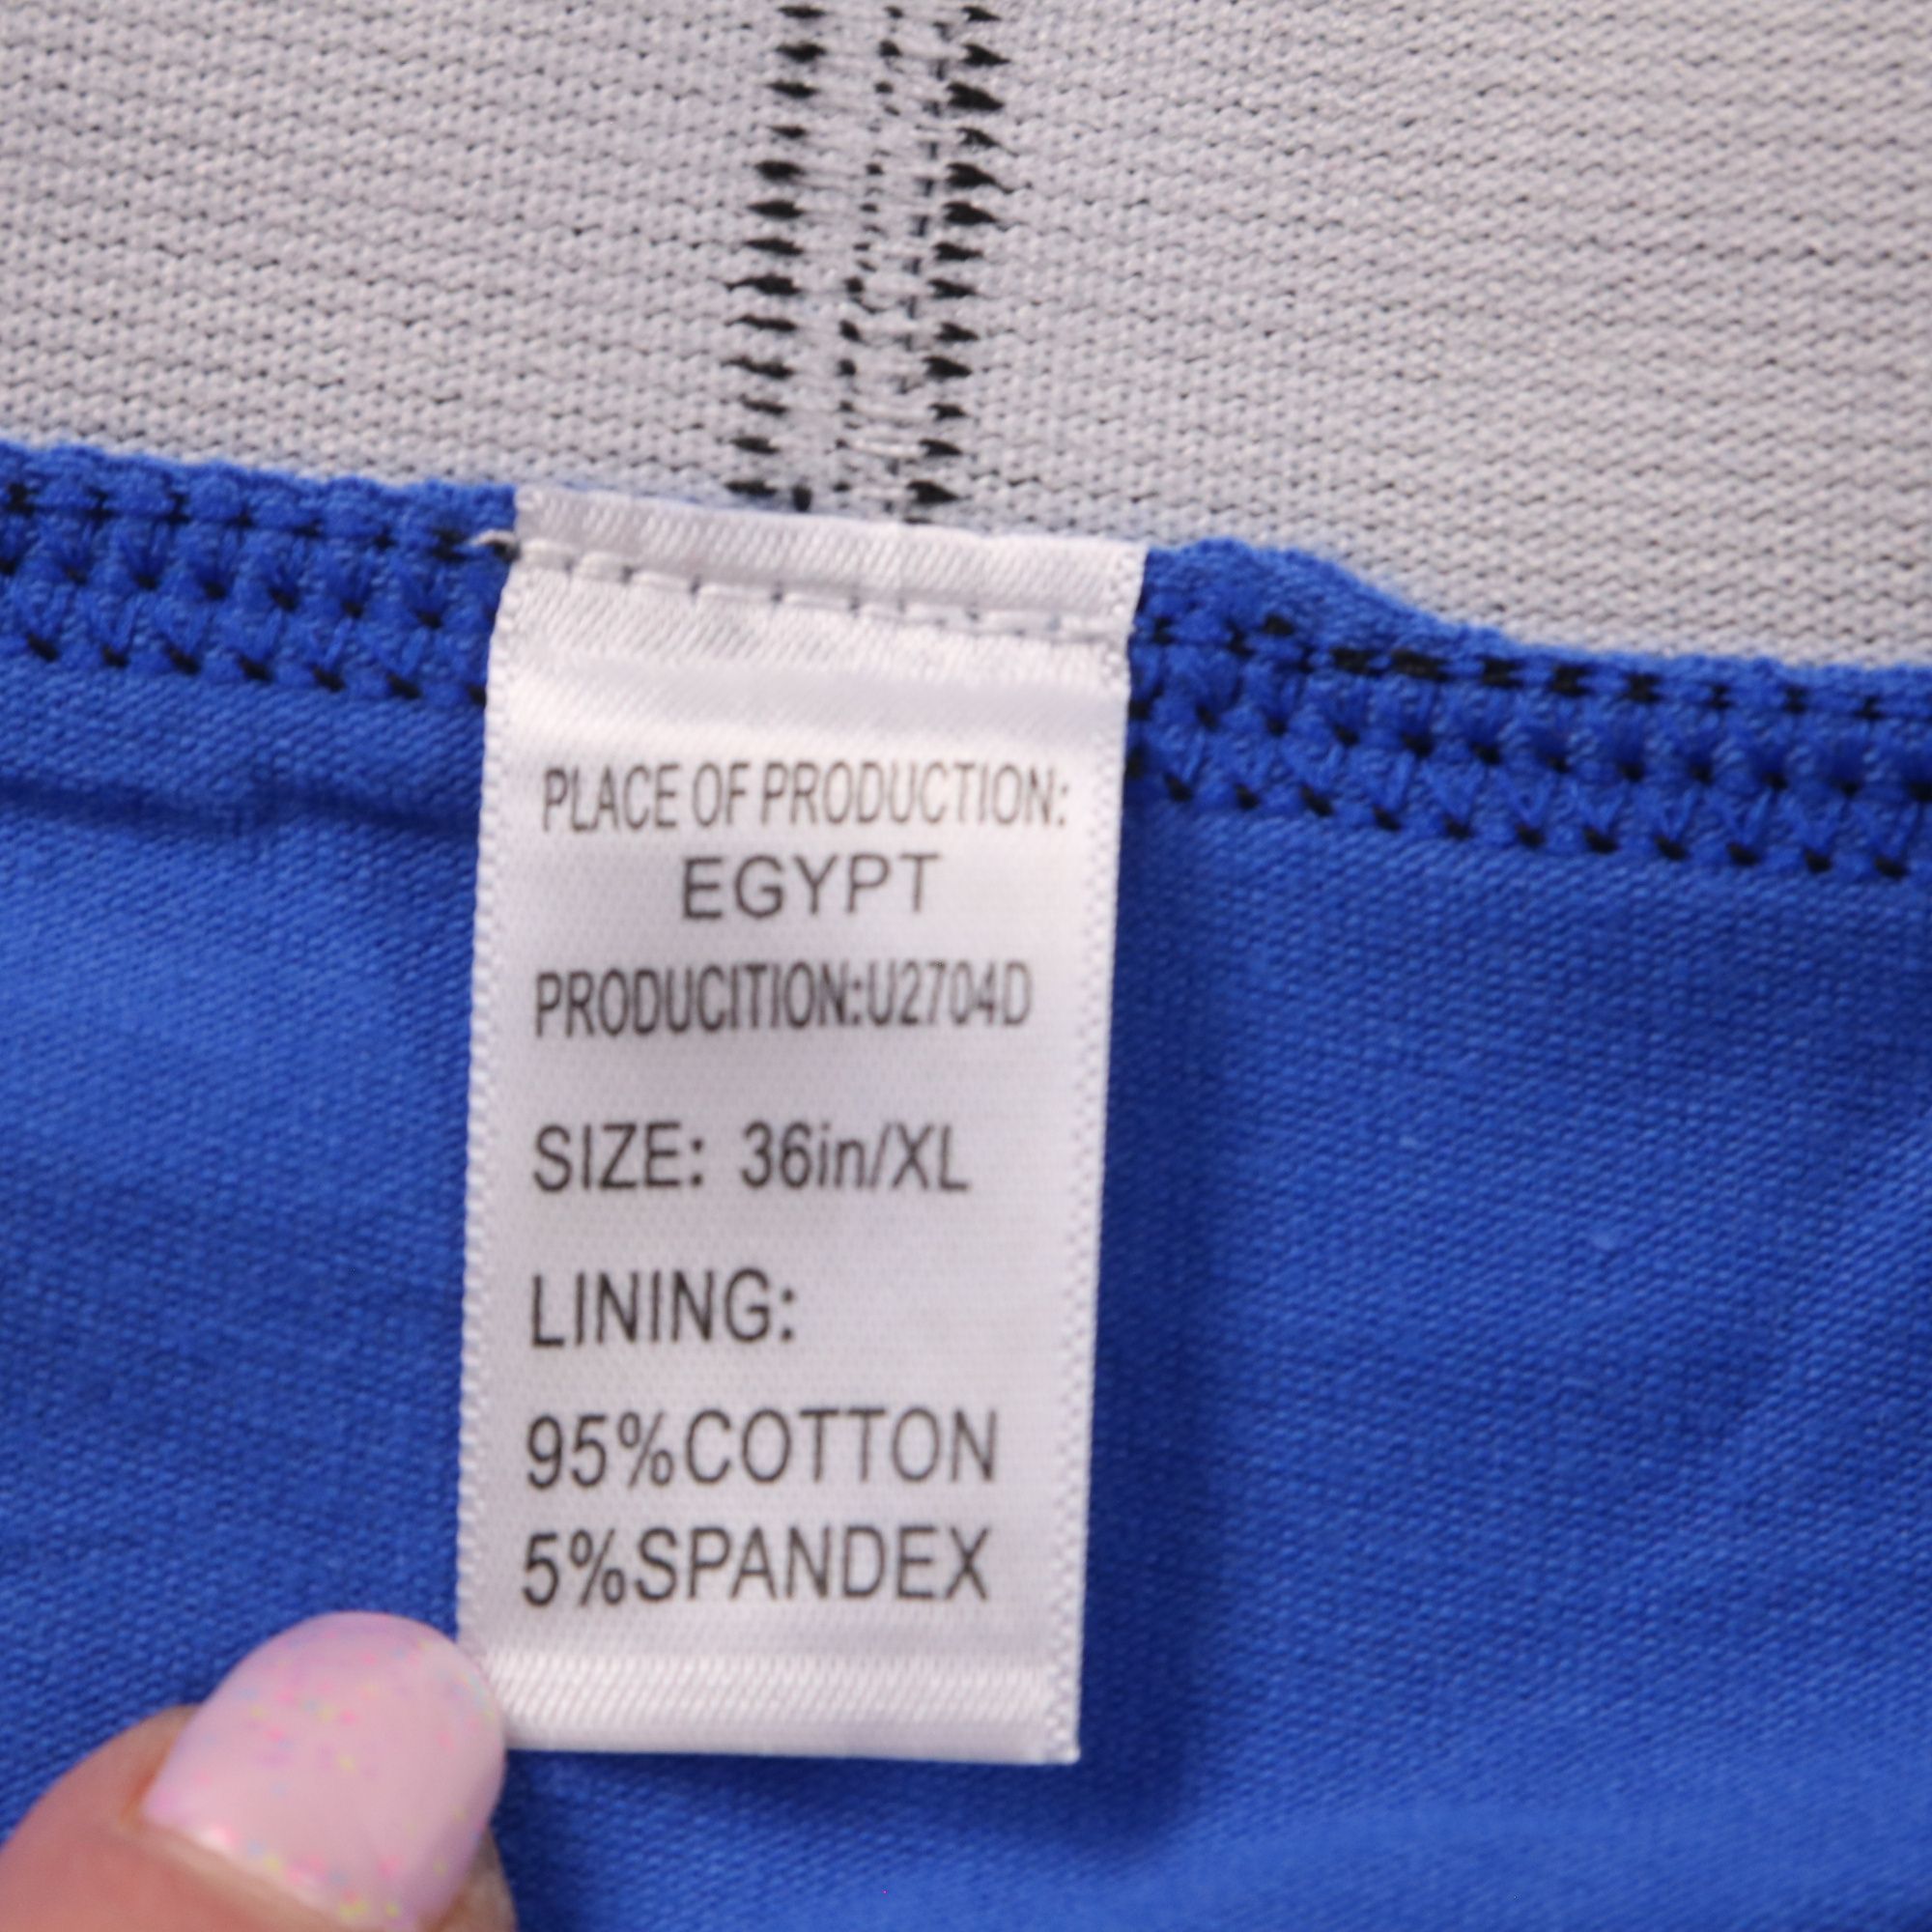 PLACE OF PRODUCTION:
EGYPT
PRODUCITION:U2704D
SIZE: 36in/XL
LINING:
95%COTTON
5%SPANDEX